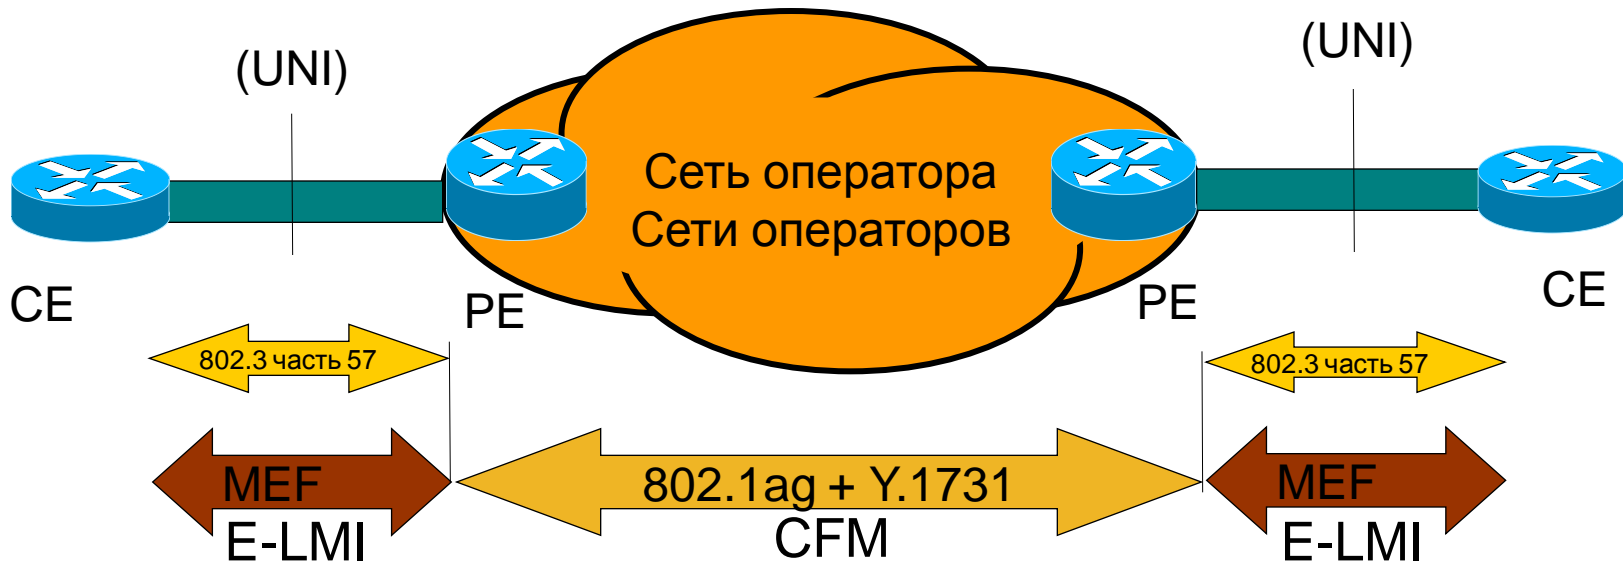 (UNI)
(UNI)
Сеть оператора
Сети операторов
CE
PE
PE
CE
802.3 часть 57
802.3 часть 57
MEF
E-LMI
802.1ag + Y.1731
CFM
MEF
E-LMI